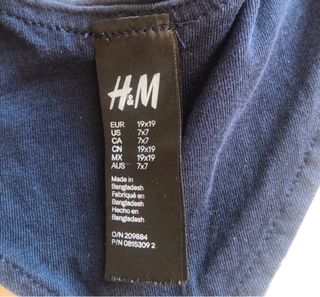 H&M
EUR 19x19
US 7x7
CA 7x7
CN 19x19
MX 19x19
AUS 7x7
Made in
Bangladesh
Fabriqué en
Bangladesh
Hecho en
Bangladesh
O/N 209884
P/N 0815309 2